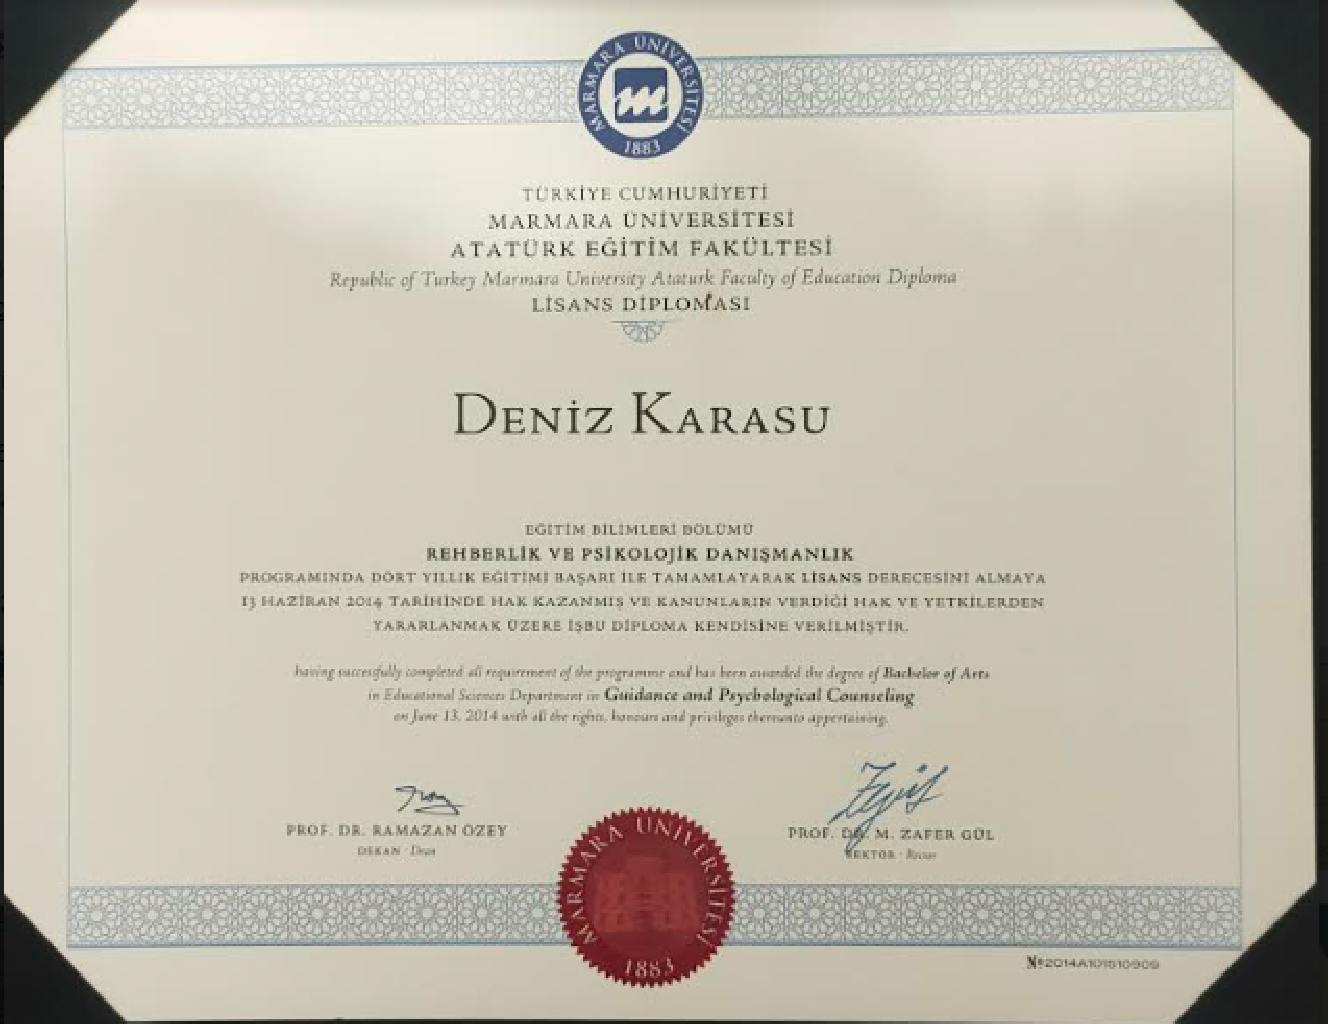 MARMARA ÜNİVERSİTESİ
1883
TÜRKİYE CUMHURİYETİ
MARMARA ÜNİVERSİTESİ
ATATÜRK EĞİTİM FAKÜLTESİ
Republic of Turkey Marmara University Ataturk Faculty of Education Diploma
LİSANS DİPLOMASI
DENİZ KARASU
EĞİTİM BİLİMLERİ BÖLÜMÜ
REHBERLİK VE PSİKOLOJİK DANIŞMANLIK
PROGRAMINDA DÖRT YILLIK EĞİTİMİ BAŞARI İLE TAMAMLAYARAK LİSANS DERECESİNİ ALMAYA
13 HAZİRAN 2014 TARİHİNDE HAK KAZANMIŞ VE KANUNLARIN VERDİĞİ HAK VE YETKİLERDEN
YARARLANMAK ÜZERE İŞBU DİPLOMA KENDİSİNE VERİLMİŞTİR.
having successfully completed all requirement of the programme and has been awarded the degree of Bachelor of Arts
in Educational Sciences Department in Guidance and Psychological Counseling
on June 13, 2014 with all the rights, honours and privileges thereunto appertaining.
PROF. DR. RAMAZAN ÖZEY
DEKAN · Dean
PROF. DR. M. ZAFER GÜL
REKTÖR · Rector
MARMARA ÜNİVERSİTESİ
1883
№2014A101510909